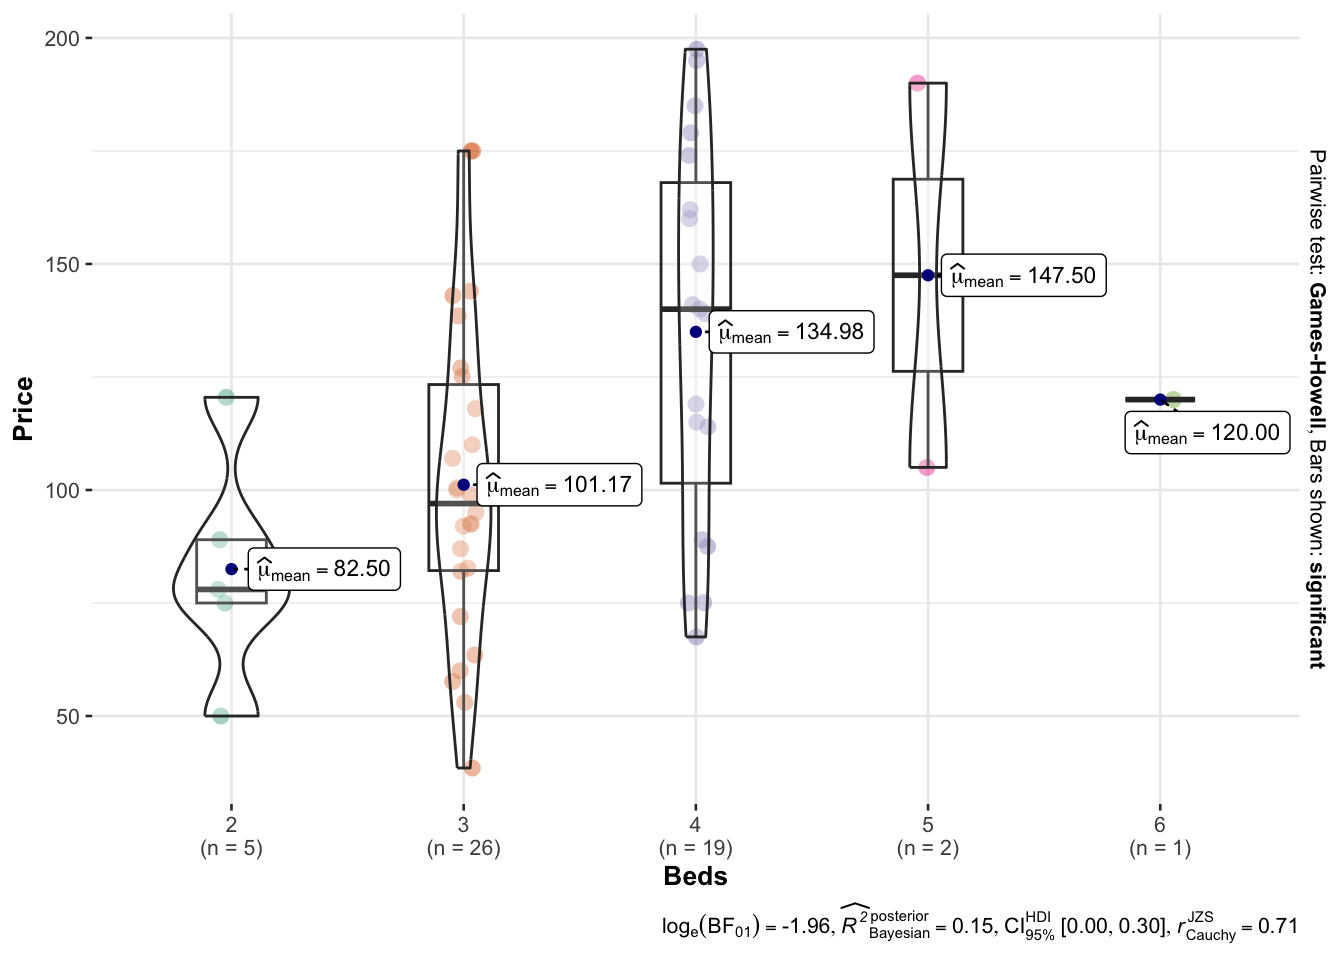 200
150
100
50
Price
μ̂mean = 82.50
μ̂mean = 101.17
μ̂mean = 134.98
μ̂mean = 147.50
μ̂mean = 120.00
2
(n = 5)
3
(n = 26)
4
(n = 19)
5
(n = 2)
6
(n = 1)
Beds
Pairwise test: Games-Howell, Bars shown: significant
logₑ(BF₀₁) = -1.96, R̂² posterior Bayesian = 0.15, CI HDI 95% [0.00, 0.30], r JZS Cauchy = 0.71